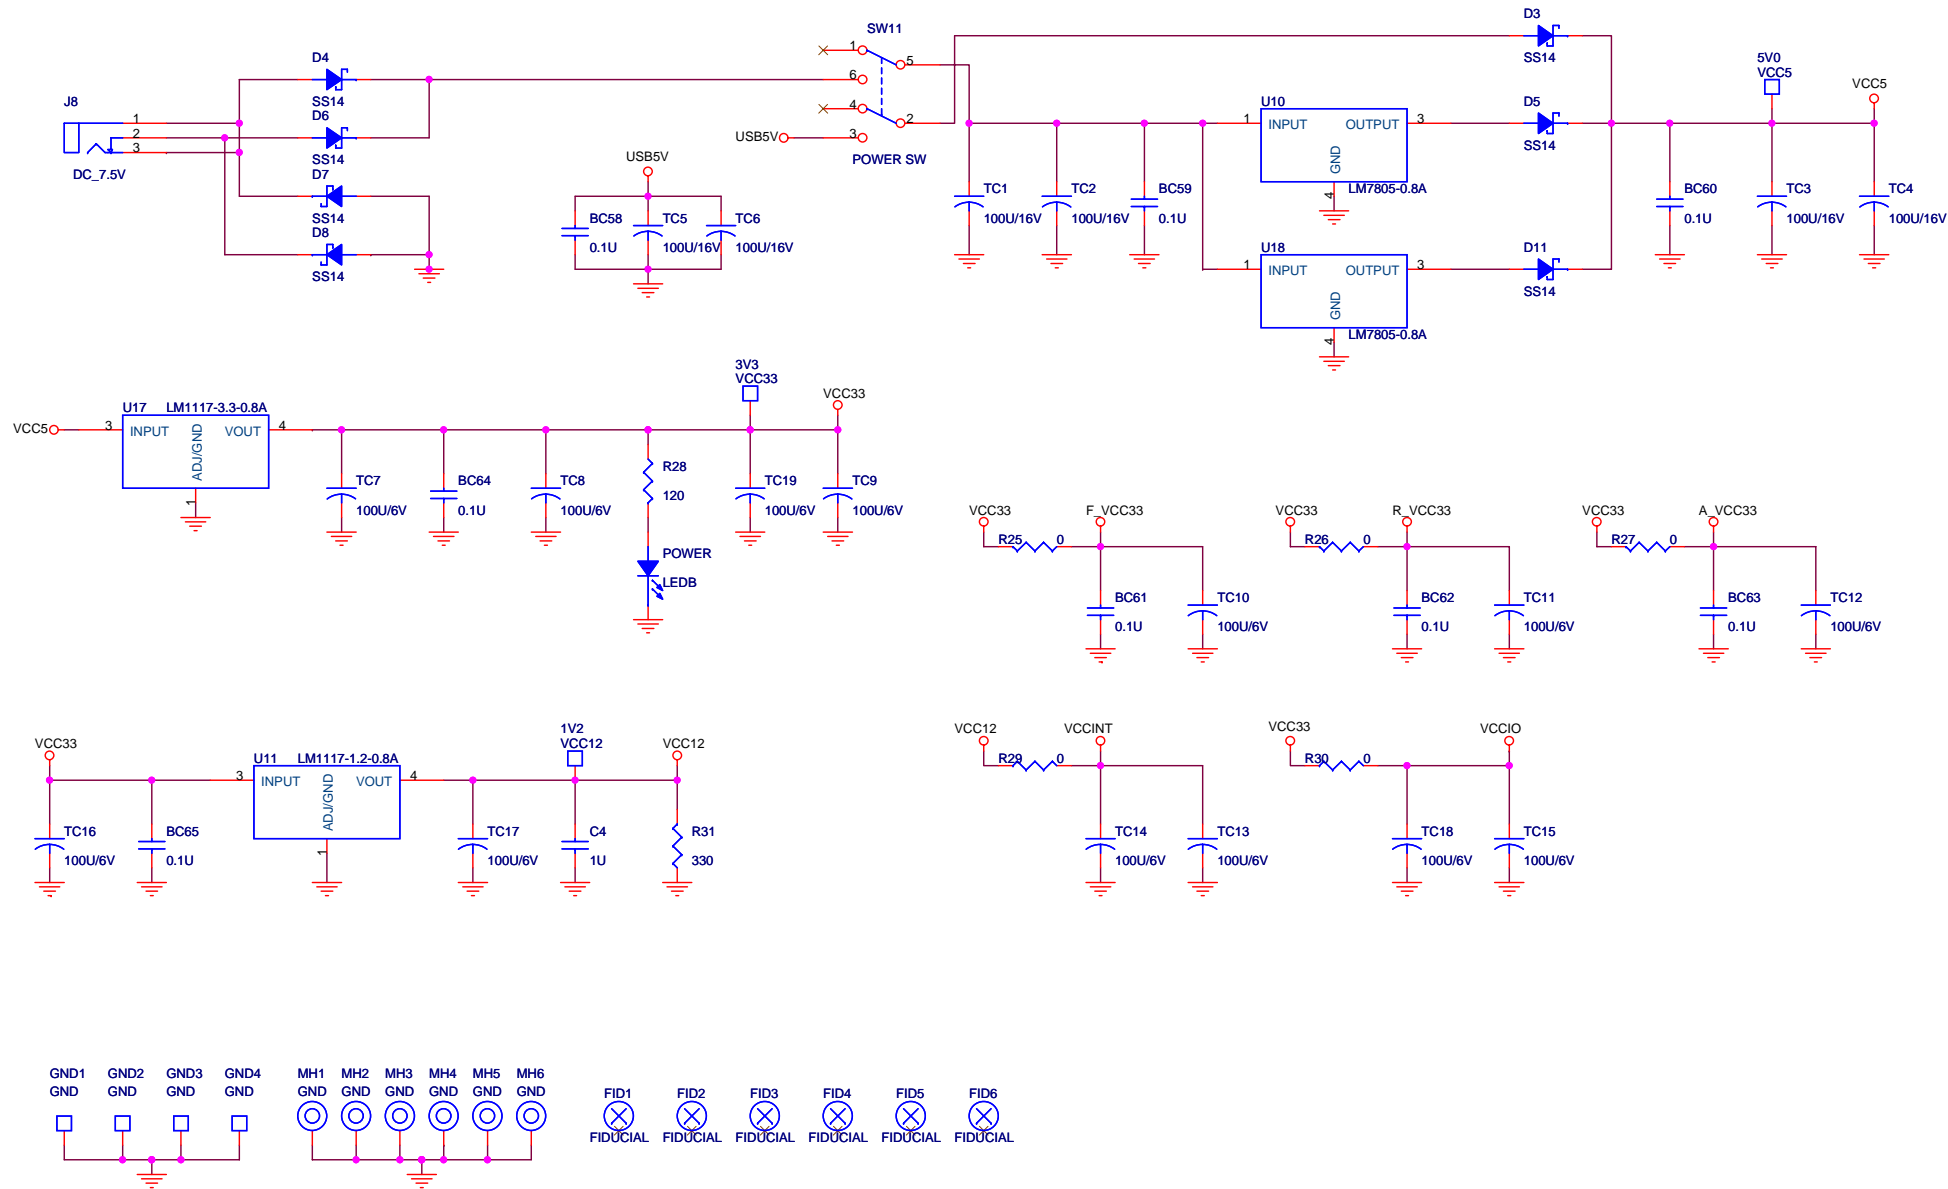 D4
SS14
D6
SS14
D7
SS14
D8
SS14
J8
1
2
3
DC_7.5V
USB5V
BC58
0.1U
TC5
100U/16V
TC6
100U/16V
SW11
1
5
6
4
2
3
USB5V
POWER SW
TC1
100U/16V
TC2
100U/16V
BC59
0.1U
U10
1
INPUT
OUTPUT
3
GND
4
LM7805-0.8A
U18
1
INPUT
OUTPUT
3
GND
4
LM7805-0.8A
D3
SS14
D5
SS14
D11
SS14
5V0
VCC5
VCC5
BC60
0.1U
TC3
100U/16V
TC4
100U/16V
U17
LM1117-3.3-0.8A
VCC5
3
INPUT
ADJ/GND
VOUT
4
1
TC7
100U/6V
BC64
0.1U
TC8
100U/6V
R28
120
POWER
LEDB
3V3
VCC33
VCC33
TC19
100U/6V
TC9
100U/6V
VCC33
F_VCC33
R25
0
BC61
0.1U
TC10
100U/6V
VCC33
R_VCC33
R26
0
BC62
0.1U
TC11
100U/6V
VCC33
A_VCC33
R27
0
BC63
0.1U
TC12
100U/6V
VCC33
TC16
100U/6V
BC65
0.1U
U11
LM1117-1.2-0.8A
3
INPUT
ADJ/GND
VOUT
4
1
1V2
VCC12
VCC12
TC17
100U/6V
C4
1U
R31
330
VCC12
VCCINT
R29
0
TC14
100U/6V
TC13
100U/6V
VCC33
VCCIO
R30
0
TC18
100U/6V
TC15
100U/6V
GND1
GND
GND2
GND
GND3
GND
GND4
GND
MH1
GND
MH2
GND
MH3
GND
MH4
GND
MH5
GND
MH6
GND
FID1
FIDUCIAL
FID2
FIDUCIAL
FID3
FIDUCIAL
FID4
FIDUCIAL
FID5
FIDUCIAL
FID6
FIDUCIAL